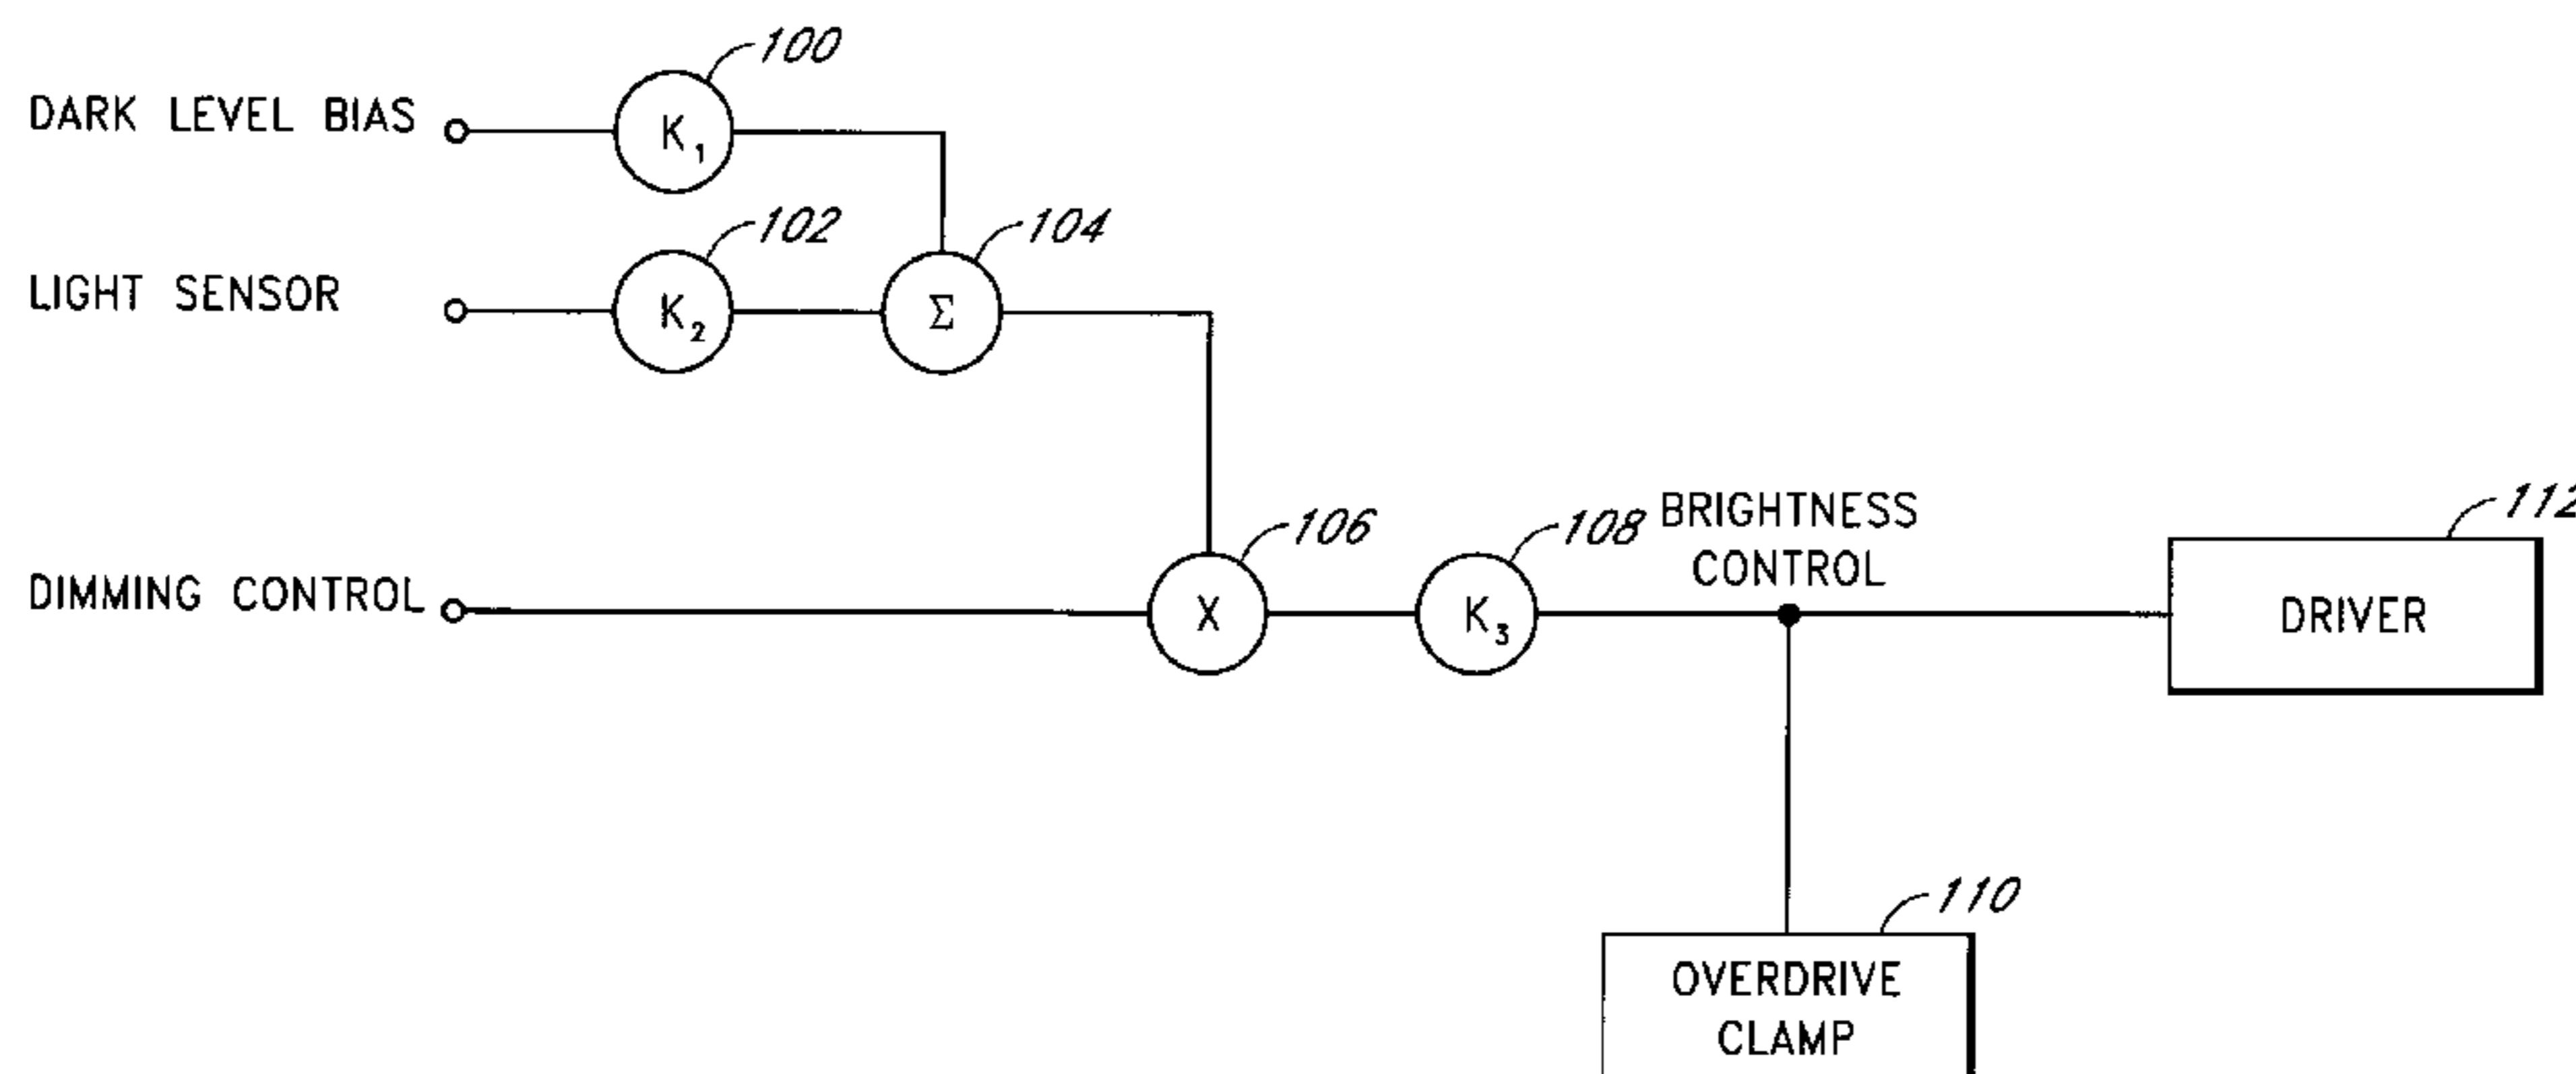 100
DARK LEVEL BIAS
K1
102
104
LIGHT SENSOR
K2
Σ
106
108
BRIGHTNESS
CONTROL
112
DIMMING CONTROL
X
K3
DRIVER
110
OVERDRIVE
CLAMP